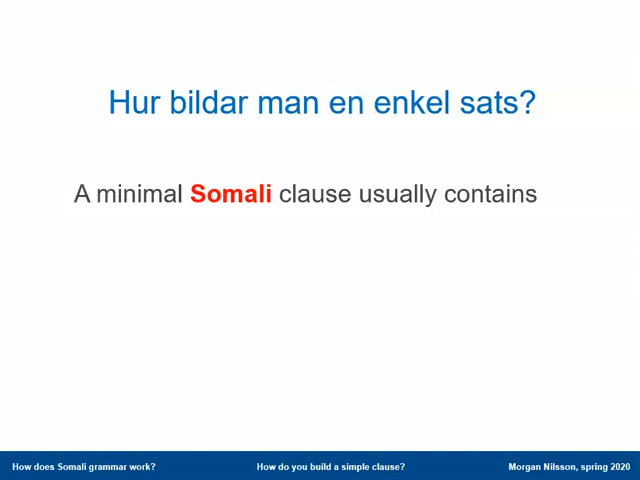 Hur bildar man en enkel sats?
A minimal Somali clause usually contains
How does Somali grammar work? How do you build a simple clause? Morgan Nilsson, spring 2020